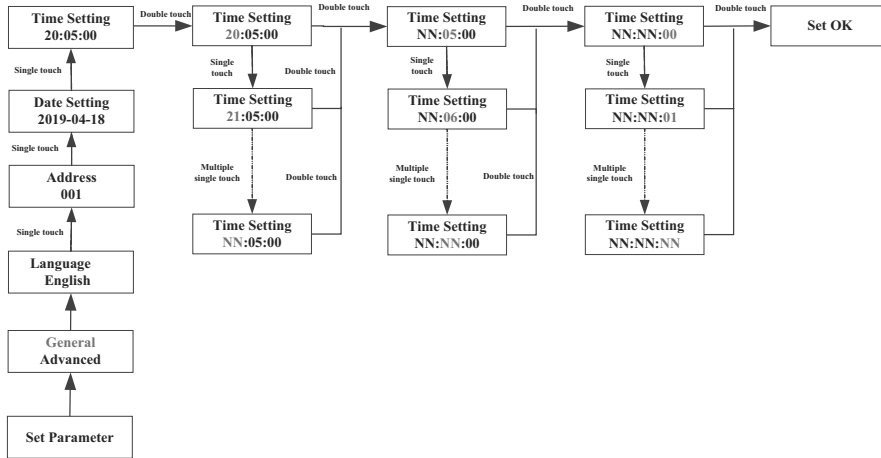 Time Setting
20:05:00
Double touch
Time Setting
20:05:00
Double touch
Time Setting
NN:05:00
Double touch
Time Setting
NN:NN:00
Double touch
Set OK
Single touch
Single
touch
Double touch
Single
touch
Single
touch
Date Setting
2019-04-18
Time Setting
21:05:00
Time Setting
NN:06:00
Time Setting
NN:NN:01
Single touch
Multiple
single touch
Double touch
Multiple
single touch
Double touch
Multiple
single touch
Address
001
Time Setting
NN:05:00
Time Setting
NN:NN:00
Time Setting
NN:NN:NN
Single touch
Language
English
General
Advanced
Set Parameter